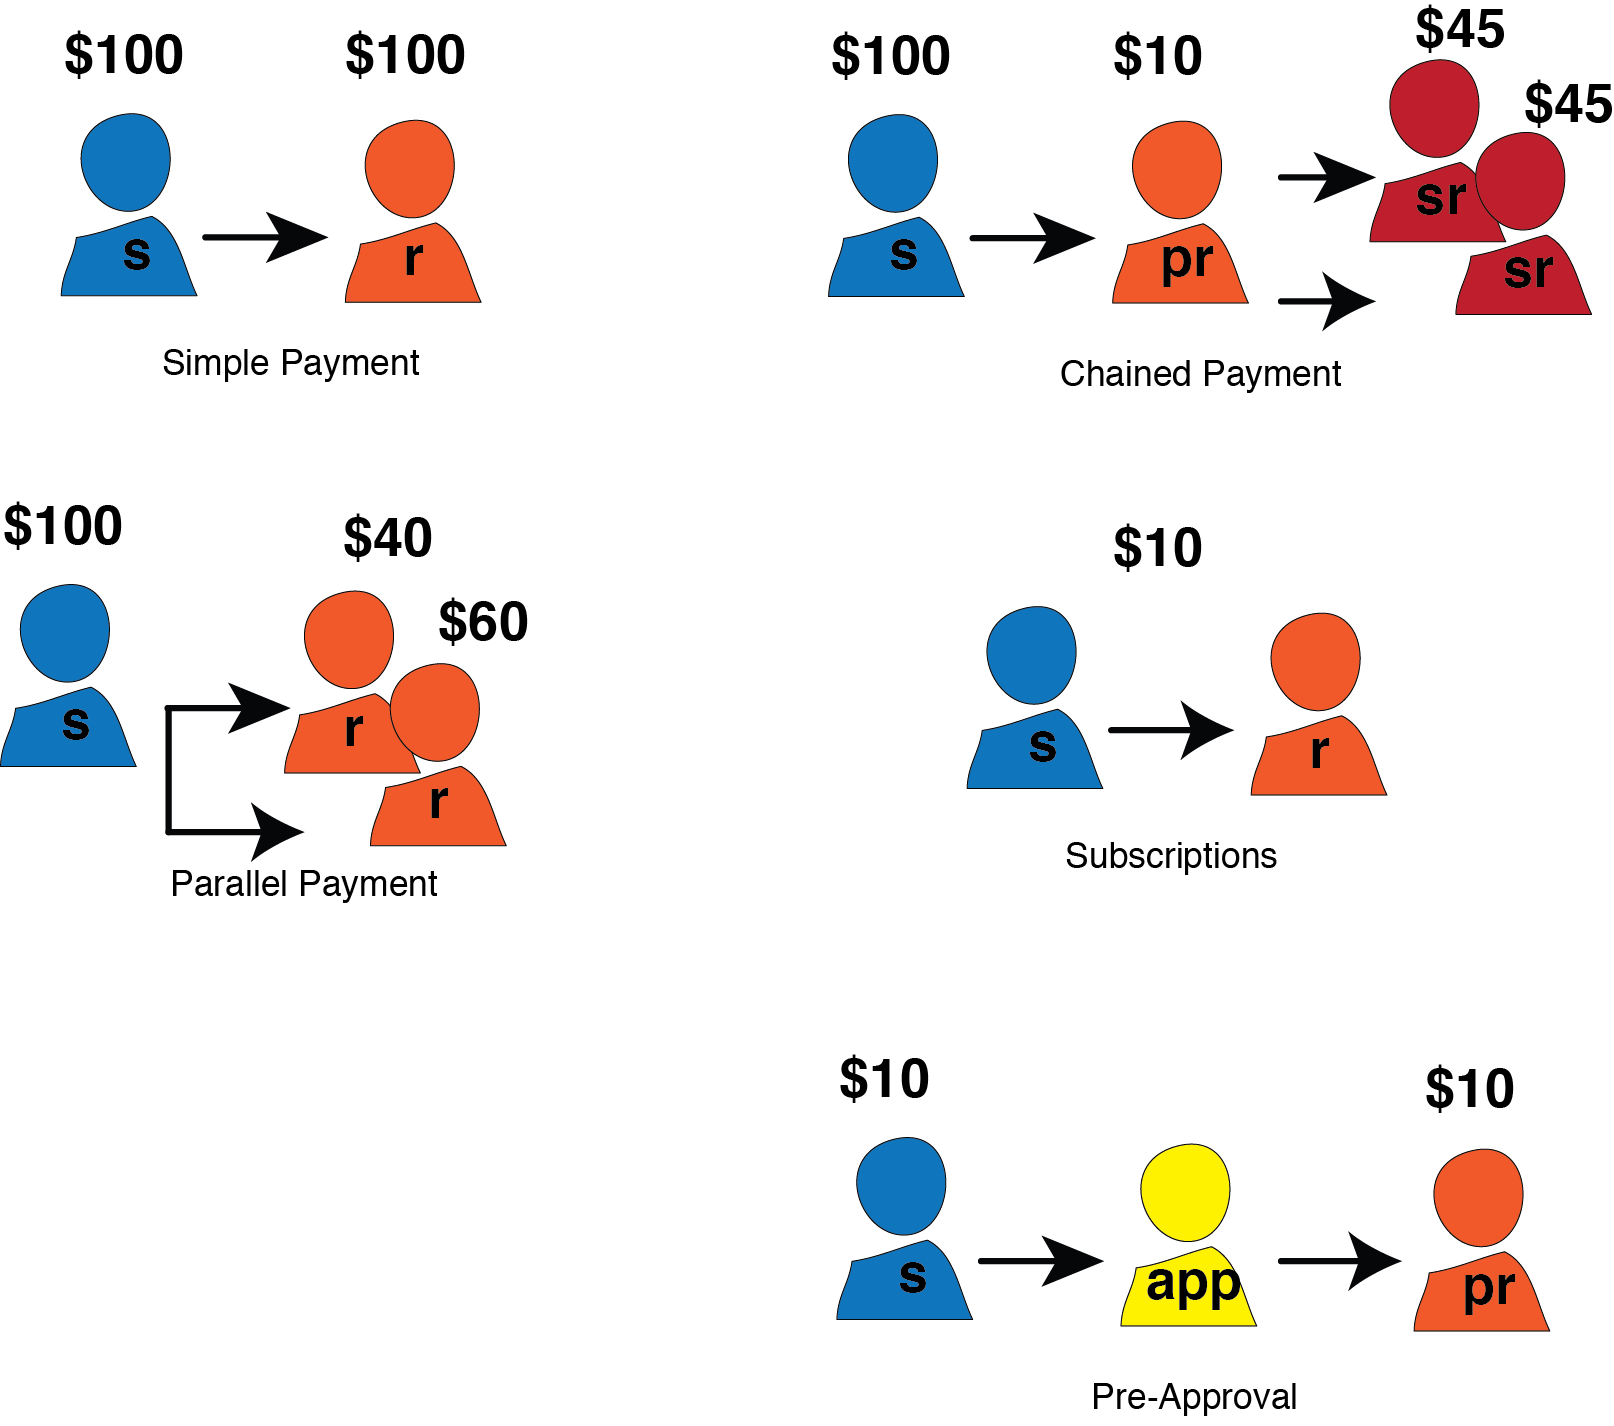 $100
$100
s
r
Simple Payment
$100
$10
$45
$45
s
pr
sr
sr
Chained Payment
$100
$40
$60
s
r
r
Parallel Payment
$10
s
r
Subscriptions
$10
$10
s
app
pr
Pre-Approval